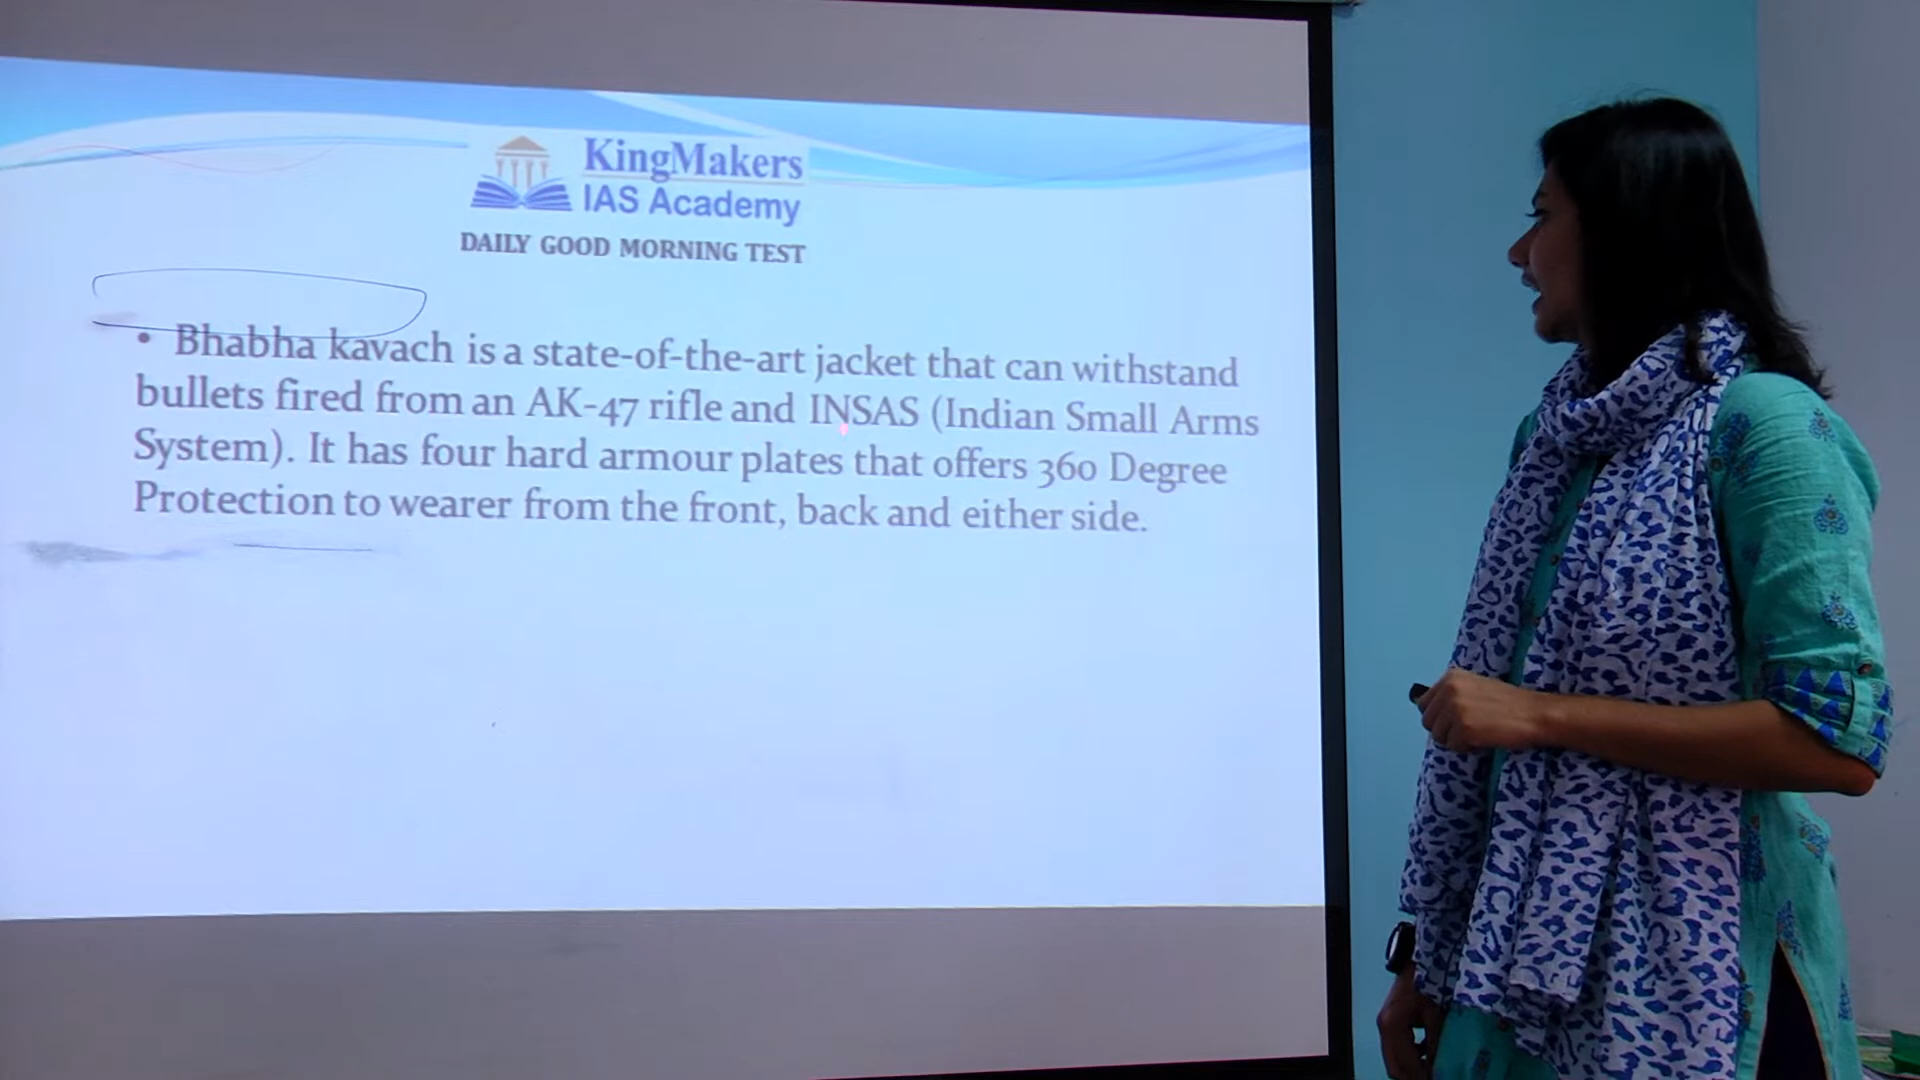 KingMakers
IAS Academy
DAILY GOOD MORNING TEST
• Bhabha kavach is a state-of-the-art jacket that can withstand
bullets fired from an AK-47 rifle and INSAS (Indian Small Arms
System). It has four hard armour plates that offers 360 Degree
Protection to wearer from the front, back and either side.